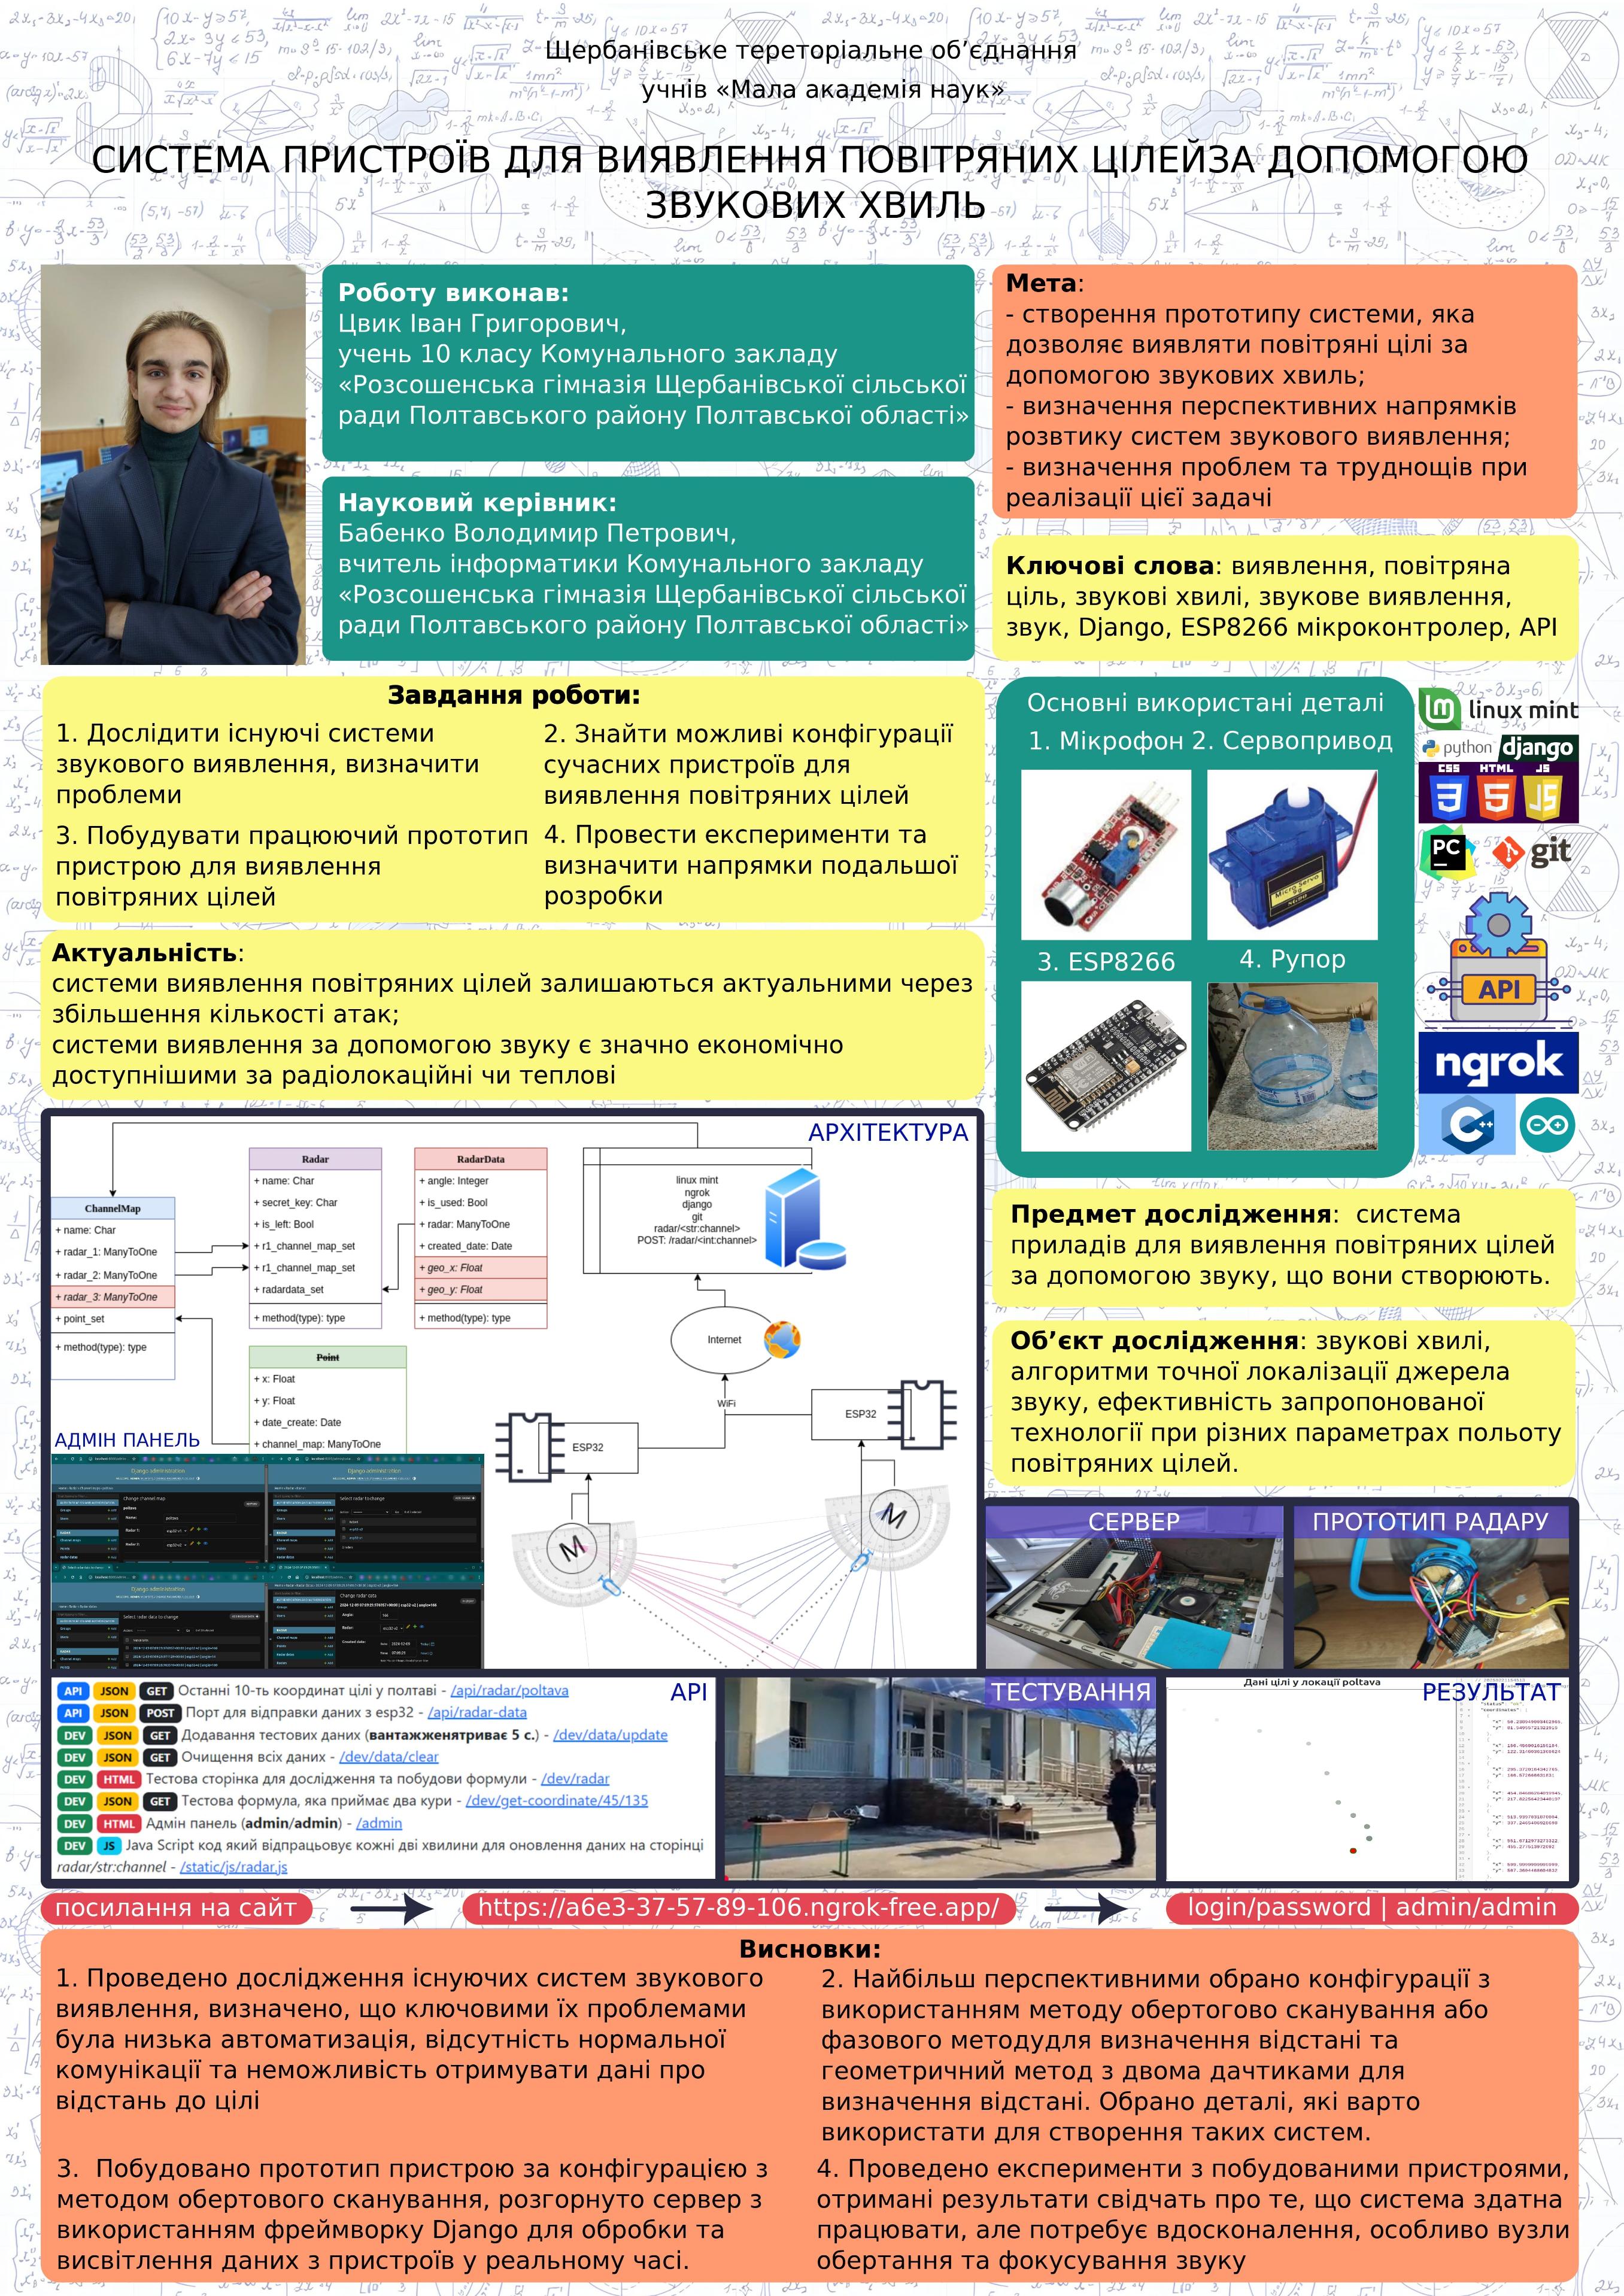 Щербанівське тереторіальне об’єднання
учнів «Мала академія наук»
СИСТЕМА ПРИСТРОЇВ ДЛЯ ВИЯВЛЕННЯ ПОВІТРЯНИХ ЦІЛЕЙЗА ДОПОМОГОЮ
ЗВУКОВИХ ХВИЛЬ
Роботу виконав:
Цвик Іван Григорович,
учень 10 класу Комунального закладу
«Розсошенська гімназія Щербанівської сільської
ради Полтавського району Полтавської області»
Науковий керівник:
Бабенко Володимир Петрович,
вчитель інформатики Комунального закладу
«Розсошенська гімназія Щербанівської сільської
ради Полтавського району Полтавської області»
Мета:
- створення прототипу системи, яка
дозволяє виявляти повітряні цілі за
допомогою звукових хвиль;
- визначення перспективних напрямків
розвтику систем звукового виявлення;
- визначення проблем та труднощів при
реалізації цієї задачі
Ключові слова: виявлення, повітряна
ціль, звукові хвилі, звукове виявлення,
звук, Django, ESP8266 мікроконтролер, API
Завдання роботи:
1. Дослідити існуючі системи
звукового виявлення, визначити
проблеми
2. Знайти можливі конфігурації
сучасних пристроїв для
виявлення повітряних цілей
3. Побудувати працюючий прототип
пристрою для виявлення
повітряних цілей
4. Провести експерименти та
визначити напрямки подальшої
розробки
Актуальність:
системи виявлення повітряних цілей залишаються актуальними через
збільшення кількості атак;
системи виявлення за допомогою звуку є значно економічно
доступнішими за радіолокаційні чи теплові
Основні використані деталі
1. Мікрофон 2. Сервопривод
3. ESP8266
4. Рупор
linux mint
python django
CSS HTML JS
PC git
API
ngrok
C++
АРХІТЕКТУРА
ChannelMap
+ name: Char
+ radar_1: ManyToOne
+ radar_2: ManyToOne
+ radar_3: ManyToOne
+ point_set
+ method(type): type
Radar
+ name: Char
+ secret_key: Char
+ is_left: Bool
+ r1_channel_map_set
+ r1_channel_map_set
+ radardata_set
+ method(type): type
RadarData
+ angle: Integer
+ is_used: Bool
+ radar: ManyToOne
+ created_date: Date
+ geo_x: Float
+ geo_y: Float
+ method(type): type
Point
+ x: Float
+ y: Float
+ date_create: Date
+ channel_map: ManyToOne
linux mint
ngrok
django
git
radar/<str:channel>
POST: /radar/<int:channel>
Internet
WiFi
ESP32
ESP32
M
M
АДМІН ПАНЕЛЬ
Предмет дослідження: система
приладів для виявлення повітряних цілей
за допомогою звуку, що вони створюють.
Об’єкт дослідження: звукові хвилі,
алгоритми точної локалізації джерела
звуку, ефективність запропонованої
технології при різних параметрах польоту
повітряних цілей.
СЕРВЕР
ПРОТОТИП РАДАРУ
API
API JSON GET Останні 10-ть координат цілі у полтаві - /api/radar/poltava
API JSON POST Порт для відправки даних з esp32 - /api/radar-data
DEV JSON GET Додавання тестових даних (вантажженятриває 5 с.) - /dev/data/update
DEV JSON GET Очищення всіх даних - /dev/data/clear
DEV HTML Тестова сторінка для дослідження та побудови формули - /dev/radar
DEV JSON GET Тестова формула, яка приймає два кури - /dev/get-coordinate/45/135
DEV HTML Адмін панель (admin/admin) - /admin
DEV JS Java Script код який відпрацьовує кожні дві хвилини для оновлення даних на сторінці
radar/str:channel - /static/js/radar.js
ТЕСТУВАННЯ
Дані цілі у локації poltava
РЕЗУЛЬТАТ
посилання на сайт
https://a6e3-37-57-89-106.ngrok-free.app/
login/password | admin/admin
Висновки:
1. Проведено дослідження існуючих систем звукового
виявлення, визначено, що ключовими їх проблемами
була низька автоматизація, відсутність нормальної
комунікації та неможливість отримувати дані про
відстань до цілі
2. Найбільш перспективними обрано конфігурації з
використанням методу обертогово сканування або
фазового методудля визначення відстані та
геометричний метод з двома дачтиками для
визначення відстані. Обрано деталі, які варто
використати для створення таких систем.
3. Побудовано прототип пристрою за конфігурацією з
методом обертового сканування, розгорнуто сервер з
використанням фреймворку Django для обробки та
висвітлення даних з пристроїв у реальному часі.
4. Проведено експерименти з побудованими пристроями,
отримані результати свідчать про те, що система здатна
працювати, але потребує вдосконалення, особливо вузли
обертання та фокусування звуку